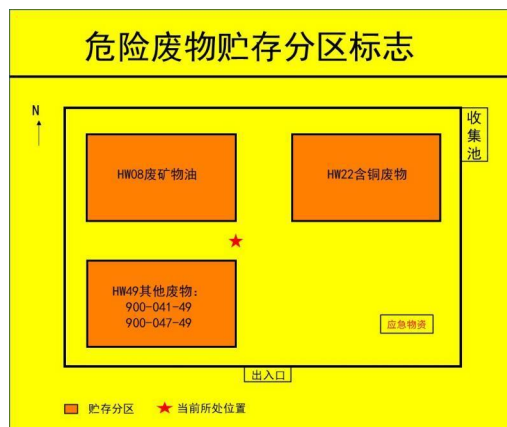 危险废物贮存分区标志
N
收集池
HW08废矿物油
HW22含铜废物
HW49其他废物：
900-041-49
900-047-49
应急物资
出入口
贮存分区
当前所处位置